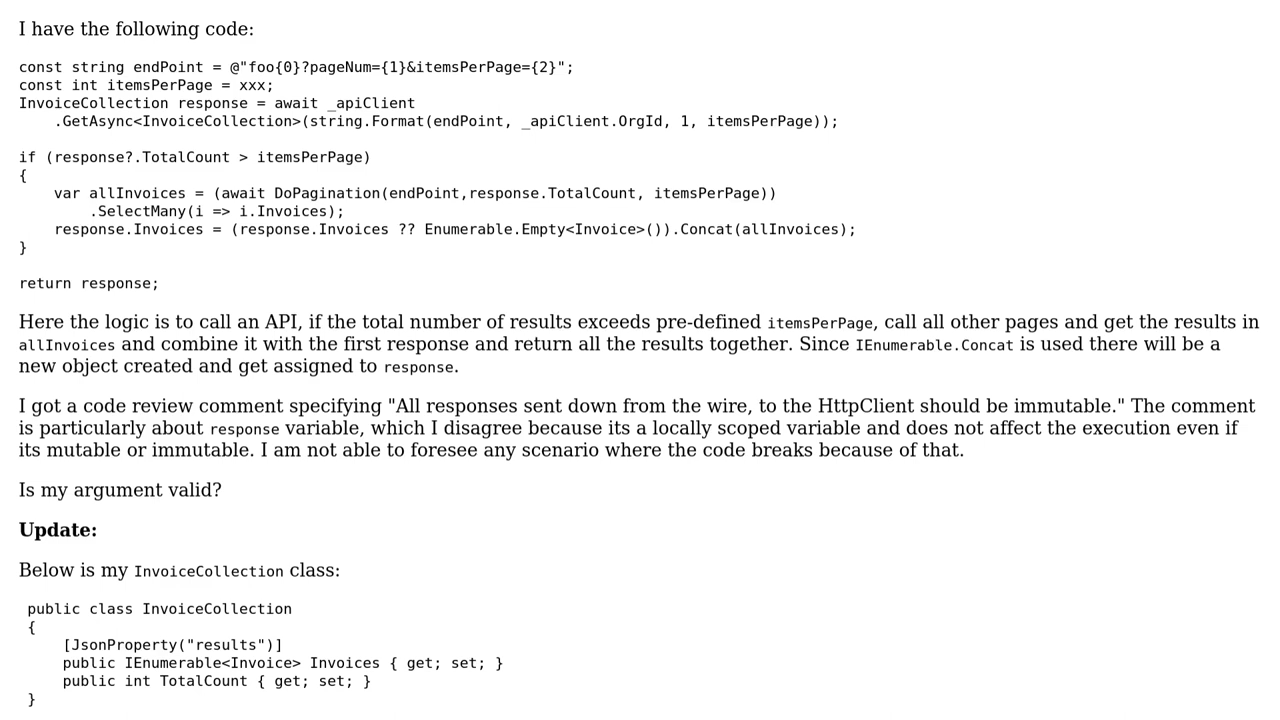 I have the following code:
const string endPoint = @"foo{0}?pageNum={1}&itemsPerPage={2}";
const int itemsPerPage = xxx;
InvoiceCollection response = await _apiClient
    .GetAsync<InvoiceCollection>(string.Format(endPoint, _apiClient.OrgId, 1, itemsPerPage));
if (response?.TotalCount > itemsPerPage)
{
    var allInvoices = (await DoPagination(endPoint,response.TotalCount, itemsPerPage))
        .SelectMany(i => i.Invoices);
    response.Invoices = (response.Invoices ?? Enumerable.Empty<Invoice>()).Concat(allInvoices);
}
return response;
Here the logic is to call an API, if the total number of results exceeds pre-defined itemsPerPage, call all other pages and get the results in
allInvoices and combine it with the first response and return all the results together. Since IEnumerable.Concat is used there will be a
new object created and get assigned to response.
I got a code review comment specifying "All responses sent down from the wire, to the HttpClient should be immutable." The comment
is particularly about response variable, which I disagree because its a locally scoped variable and does not affect the execution even if
its mutable or immutable. I am not able to foresee any scenario where the code breaks because of that.
Is my argument valid?
Update:
Below is my InvoiceCollection class:
public class InvoiceCollection
{
    [JsonProperty("results")]
    public IEnumerable<Invoice> Invoices { get; set; }
    public int TotalCount { get; set; }
}